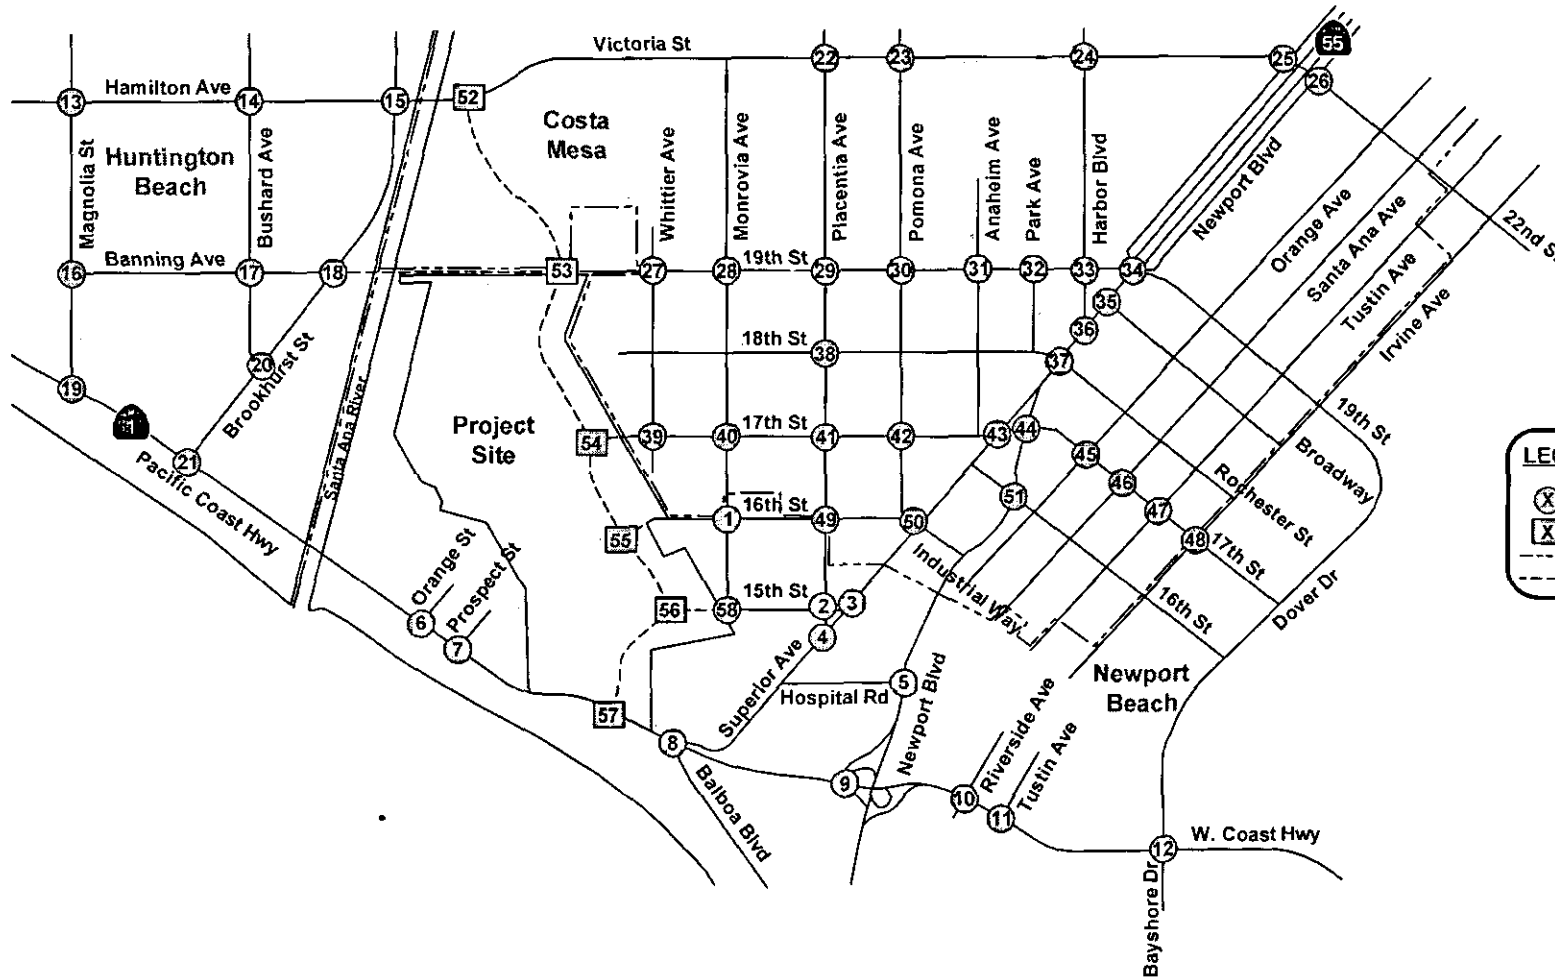 55
Victoria St
22
23
24
25
26
Hamilton Ave
13
14
15
52
Costa
Mesa
Huntington
Beach
Magnolia St
Bushard Ave
Whittier Ave
Monrovia Ave
Placentia Ave
Pomona Ave
Anaheim Ave
Park Ave
Harbor Blvd
Newport Blvd
Orange Ave
Santa Ana Ave
Tustin Ave
Irvine Ave
22nd
Banning Ave
16
17
18
53
27
28
19th St
29
30
31
32
33
34
35
36
18th St
38
37
19
20
Brookhurst St
Santa Ana River
1
21
Pacific Coast Hwy
Project
Site
54
39
40
17th St
41
42
43
44
45
46
47
48
19th St
Broadway
Rochester St
17th St
16th St
Dover Dr
51
16th St
1
49
50
55
Industrial Way
Orange St
Prospect St
6
7
56
58
15th St
2
3
4
Superior Ave
Hospital Rd
5
Newport Blvd
Newport
Beach
57
8
Balboa Blvd
9
10
11
Riverside Ave
Tustin Ave
12
W. Coast Hwy
Bayshore Dr
X
X